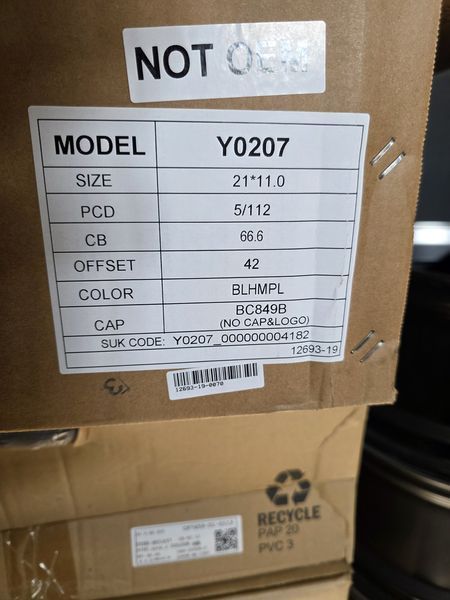 NOT OEM
MODEL Y0207
SIZE 21*11.0
PCD 5/112
CB 66.6
OFFSET 42
COLOR BLHMPL
CAP BC849B
(NO CAP&LOGO)
SUK CODE: Y0207_000000004182
12693-19
12693-19-0070
RECYCLE
PAP 20
PVC 3